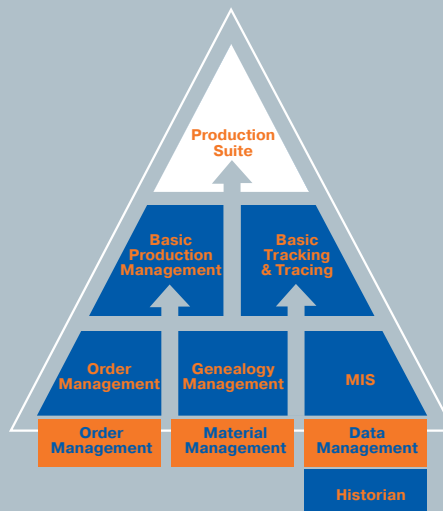 Production
Suite
Basic
Production
Management
Basic
Tracking
& Tracing
Order
Management
Genealogy
Management
MIS
Order
Management
Material
Management
Data
Management
Historian